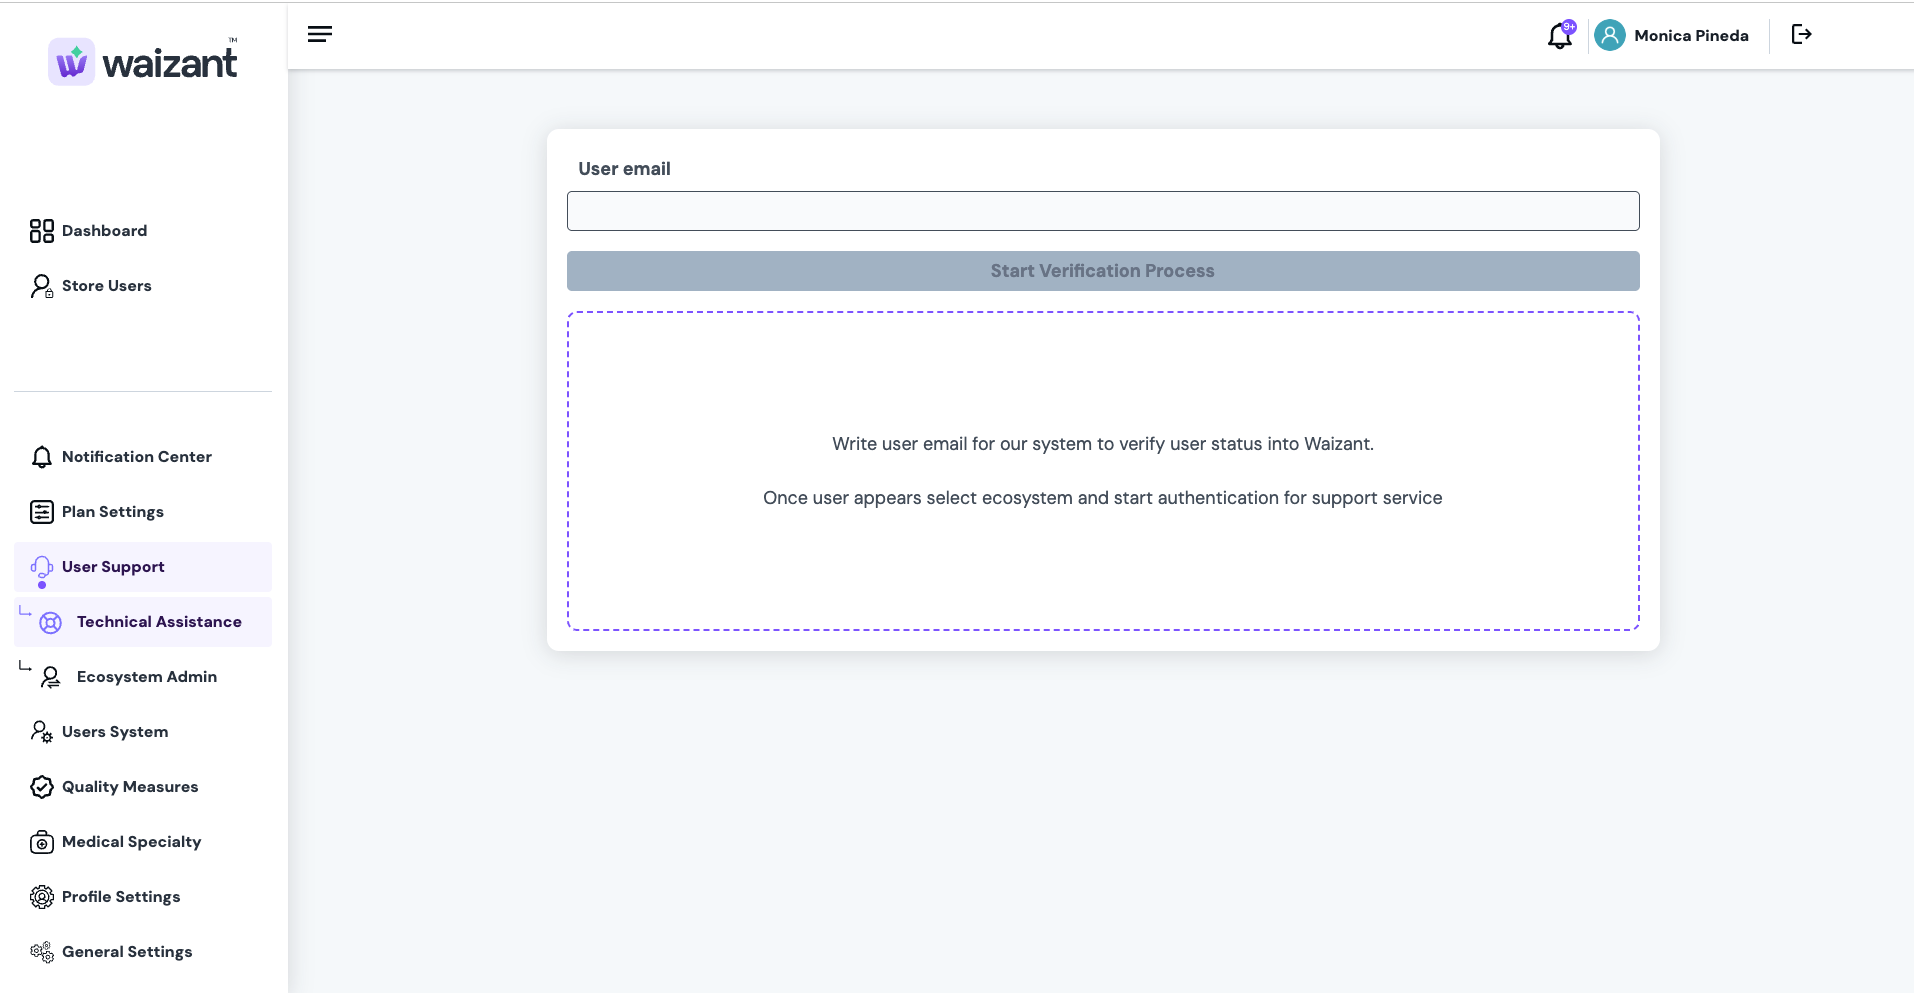 waizant™
9+
Monica Pineda
Dashboard
Store Users
Notification Center
Plan Settings
User Support
Technical Assistance
Ecosystem Admin
Users System
Quality Measures
Medical Specialty
Profile Settings
General Settings
User email
Start Verification Process
Write user email for our system to verify user status into Waizant.
Once user appears select ecosystem and start authentication for support service